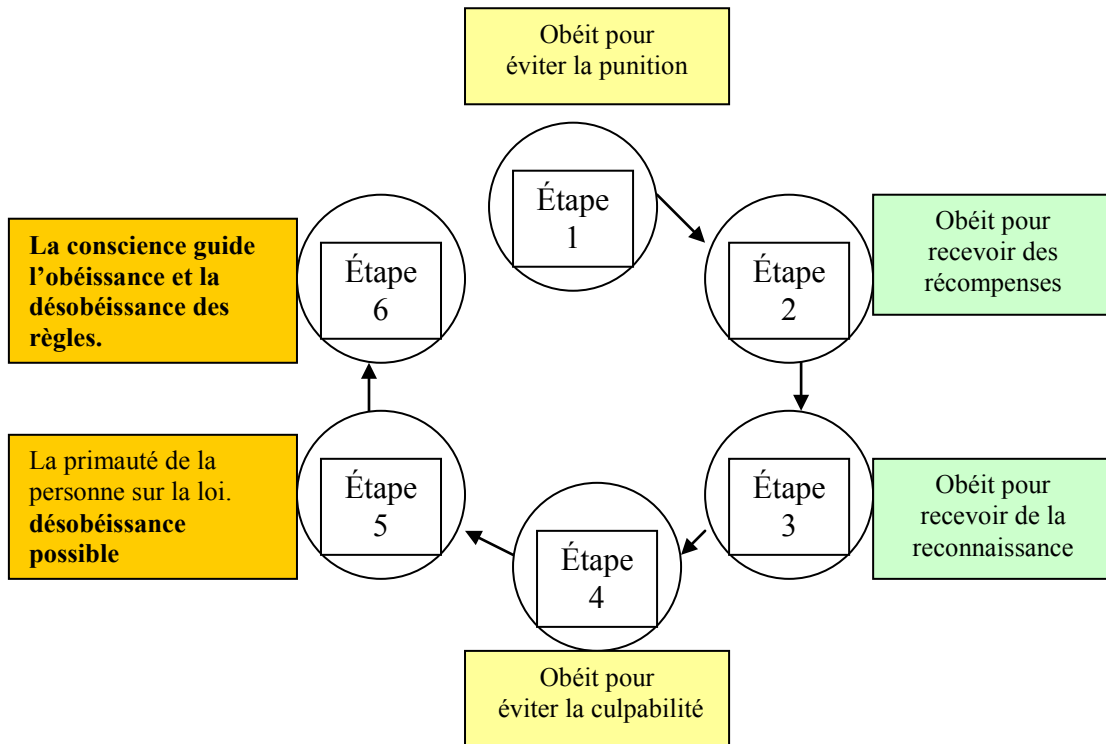 Obéit pour
éviter la punition
Étape
1
Étape
2
Obéit pour
recevoir des
récompenses
Étape
3
Obéit pour
recevoir de la
reconnaissance
Étape
4
Obéit pour
éviter la culpabilité
Étape
5
La primauté de la
personne sur la loi.
désobéissance
possible
Étape
6
La conscience guide
l’obéissance et la
désobéissance des
règles.